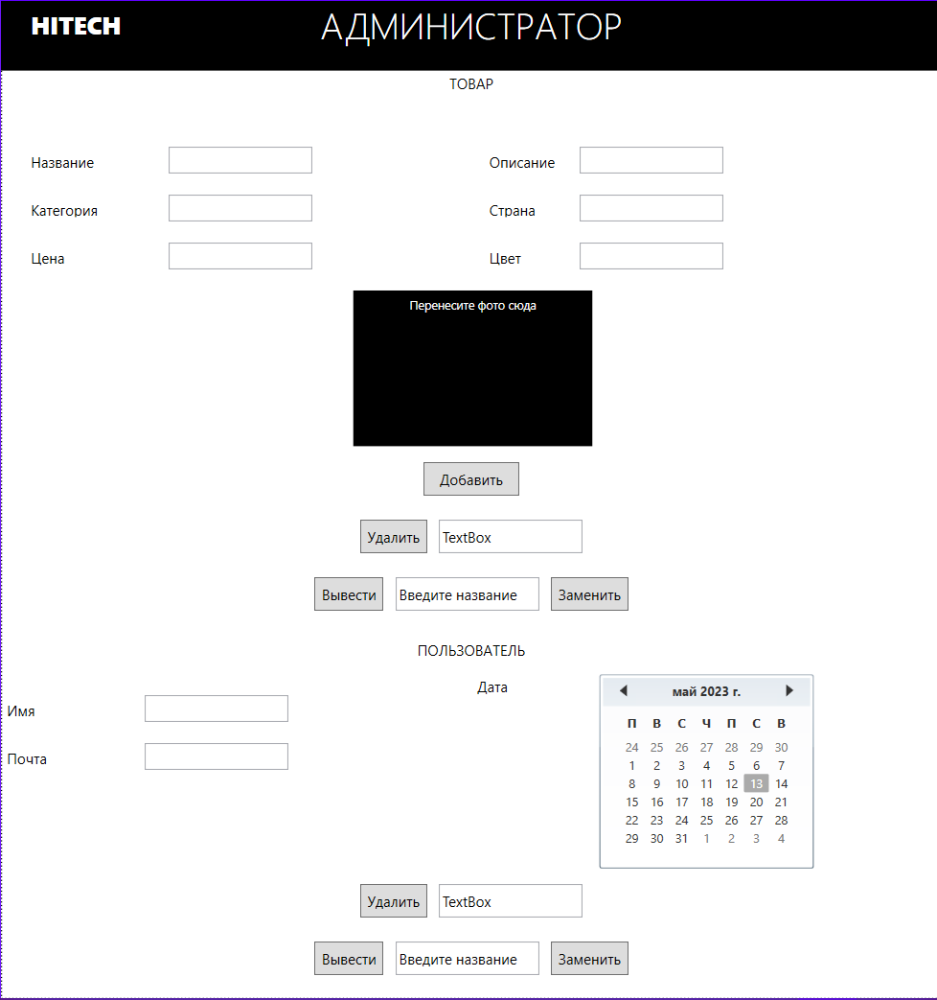 HITECH
АДМИНИСТРАТОР
ТОВАР
Название
Описание
Категория
Страна
Цена
Цвет
Перенесите фото сюда
Добавить
Удалить TextBox
Вывести Введите название Заменить
ПОЛЬЗОВАТЕЛЬ
Имя
Почта
Дата
май 2023 г.
П В С Ч П С В
24 25 26 27 28 29 30
1 2 3 4 5 6 7
8 9 10 11 12 13 14
15 16 17 18 19 20 21
22 23 24 25 26 27 28
29 30 31 1 2 3 4
Удалить TextBox
Вывести Введите название Заменить